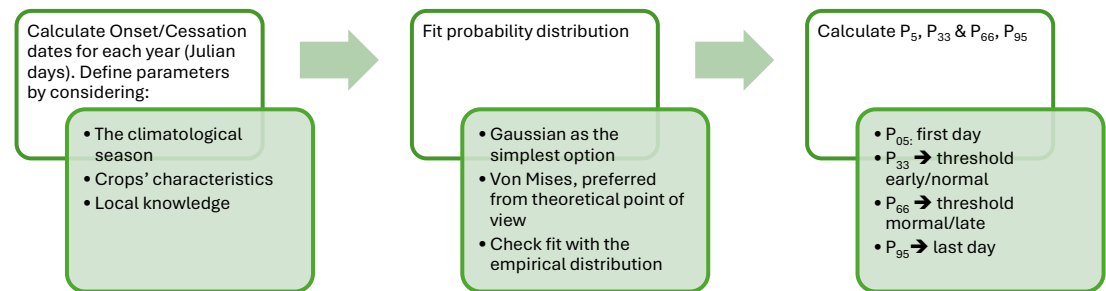 Calculate Onset/Cessation
dates for each year (Julian
days). Define parameters
by considering:
• The climatological
season
• Crops' characteristics
• Local knowledge
Fit probability distribution
• Gaussian as the
simplest option
• Von Mises, preferred
from theoretical point of
view
• Check fit with the
empirical distribution
Calculate P₅, P₃₃ & P₆₆, P₉₅
• P₀₅: first day
• P₃₃ ➔ threshold
early/normal
• P₆₆ ➔ threshold
mormal/late
• P₉₅➔ last day